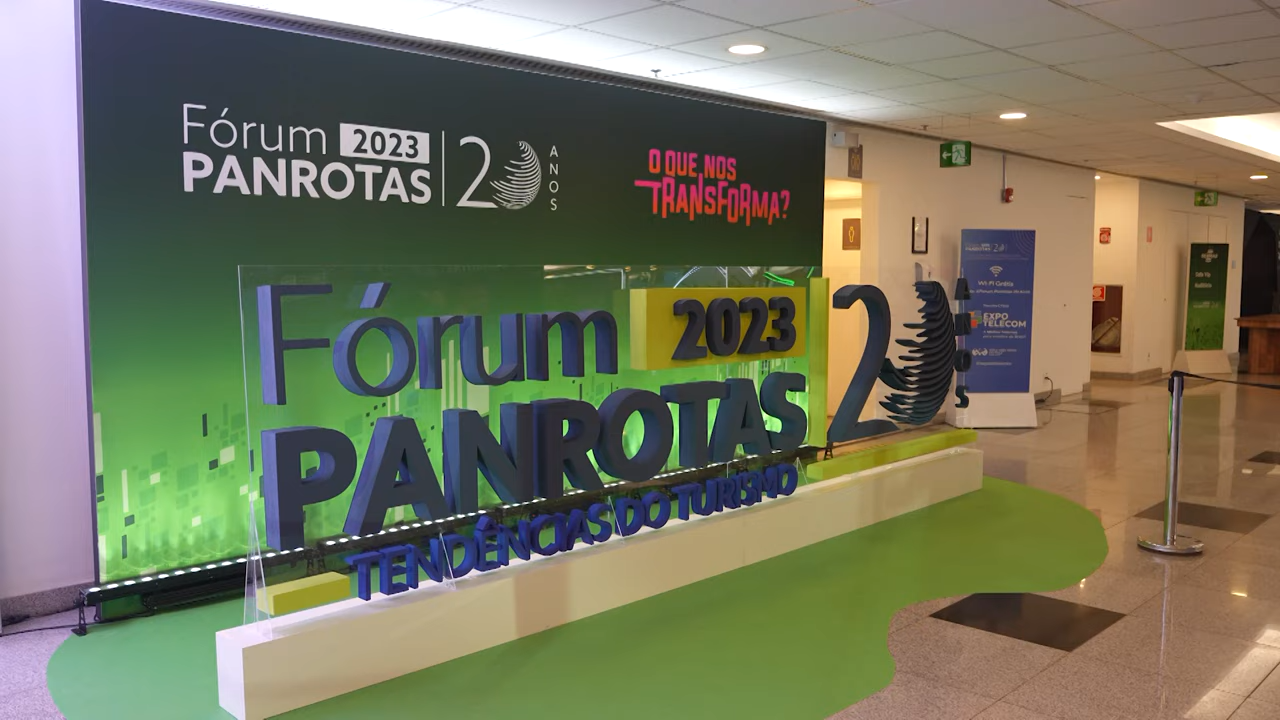 Fórum 2023
PANROTAS
20
ANOS
O QUE NOS
TRANSFORMA?
Fórum 2023
PANROTAS
TENDÊNCIAS DO TURISMO
20
ANOS
Wi-Fi Grátis
EXPO
TELECOM